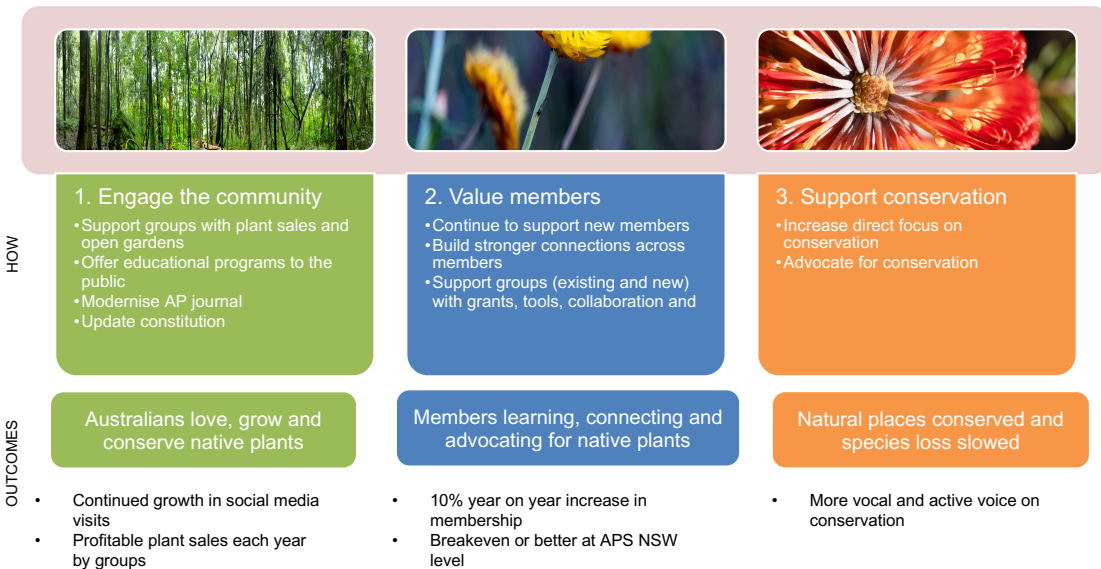 HOW
1. Engage the community
•Support groups with plant sales and
open gardens
•Offer educational programs to the
public
•Modernise AP journal
•Update constitution
2. Value members
•Continue to support new members
•Build stronger connections across
members
•Support groups (existing and new)
with grants, tools, collaboration and
3. Support conservation
•Increase direct focus on
conservation
•Advocate for conservation
OUTCOMES
Australians love, grow and
conserve native plants
Members learning, connecting and
advocating for native plants
Natural places conserved and
species loss slowed
• Continued growth in social media
visits
• Profitable plant sales each year
by groups
• 10% year on year increase in
membership
• Breakeven or better at APS NSW
level
• More vocal and active voice on
conservation